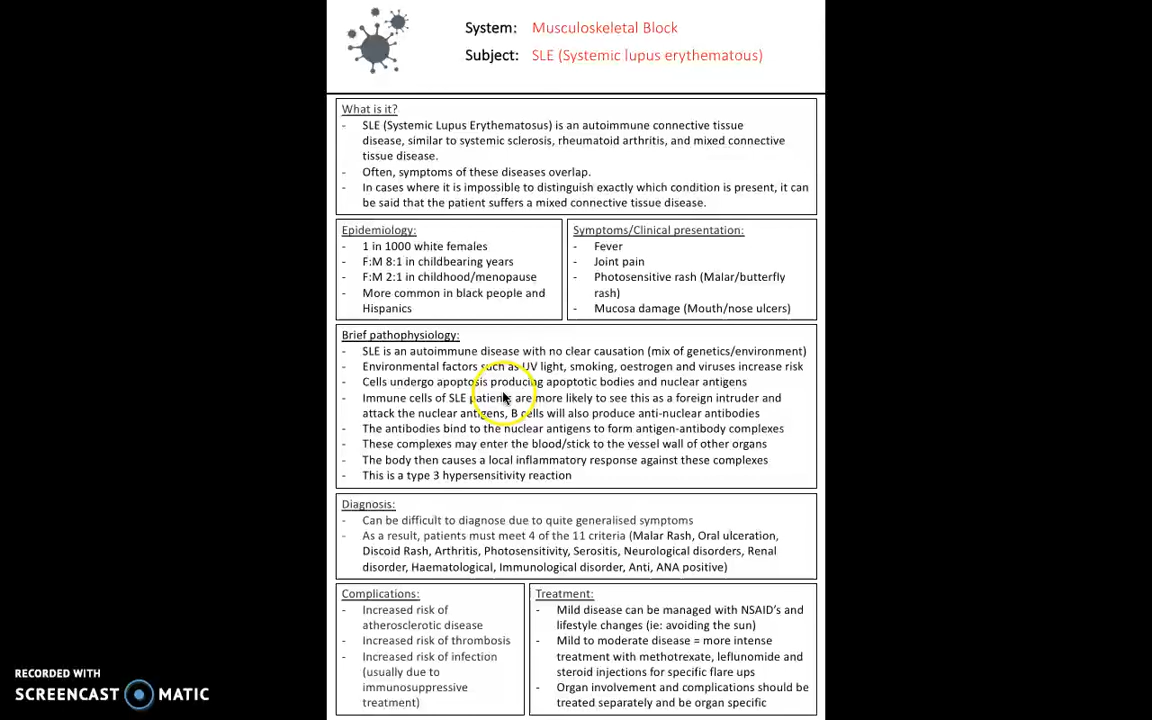 System: Musculoskeletal Block
Subject: SLE (Systemic lupus erythematous)
What is it?
- SLE (Systemic Lupus Erythematosus) is an autoimmune connective tissue
disease, similar to systemic sclerosis, rheumatoid arthritis, and mixed connective
tissue disease.
- Often, symptoms of these diseases overlap.
- In cases where it is impossible to distinguish exactly which condition is present, it can
be said that the patient suffers a mixed connective tissue disease.
Epidemiology:
- 1 in 1000 white females
- F:M 8:1 in childbearing years
- F:M 2:1 in childhood/menopause
- More common in black people and
Hispanics
Symptoms/Clinical presentation:
- Fever
- Joint pain
- Photosensitive rash (Malar/butterfly
rash)
- Mucosa damage (Mouth/nose ulcers)
Brief pathophysiology:
- SLE is an autoimmune disease with no clear causation (mix of genetics/environment)
- Environmental factors such as UV light, smoking, oestrogen and viruses increase risk
- Cells undergo apoptosis producing apoptotic bodies and nuclear antigens
- Immune cells of SLE patients are more likely to see this as a foreign intruder and
attack the nuclear antigens, B cells will also produce anti-nuclear antibodies
- The antibodies bind to the nuclear antigens to form antigen-antibody complexes
- These complexes may enter the blood/stick to the vessel wall of other organs
- The body then causes a local inflammatory response against these complexes
- This is a type 3 hypersensitivity reaction
Diagnosis:
- Can be difficult to diagnose due to quite generalised symptoms
- As a result, patients must meet 4 of the 11 criteria (Malar Rash, Oral ulceration,
Discoid Rash, Arthritis, Photosensitivity, Serositis, Neurological disorders, Renal
disorder, Haematological, Immunological disorder, Anti, ANA positive)
Complications:
- Increased risk of
atherosclerotic disease
- Increased risk of thrombosis
- Increased risk of infection
(usually due to
immunosuppressive
treatment)
Treatment:
- Mild disease can be managed with NSAID's and
lifestyle changes (ie: avoiding the sun)
- Mild to moderate disease = more intense
treatment with methotrexate, leflunomide and
steroid injections for specific flare ups
- Organ involvement and complications should be
treated separately and be organ specific
RECORDED WITH
SCREENCAST MATIC